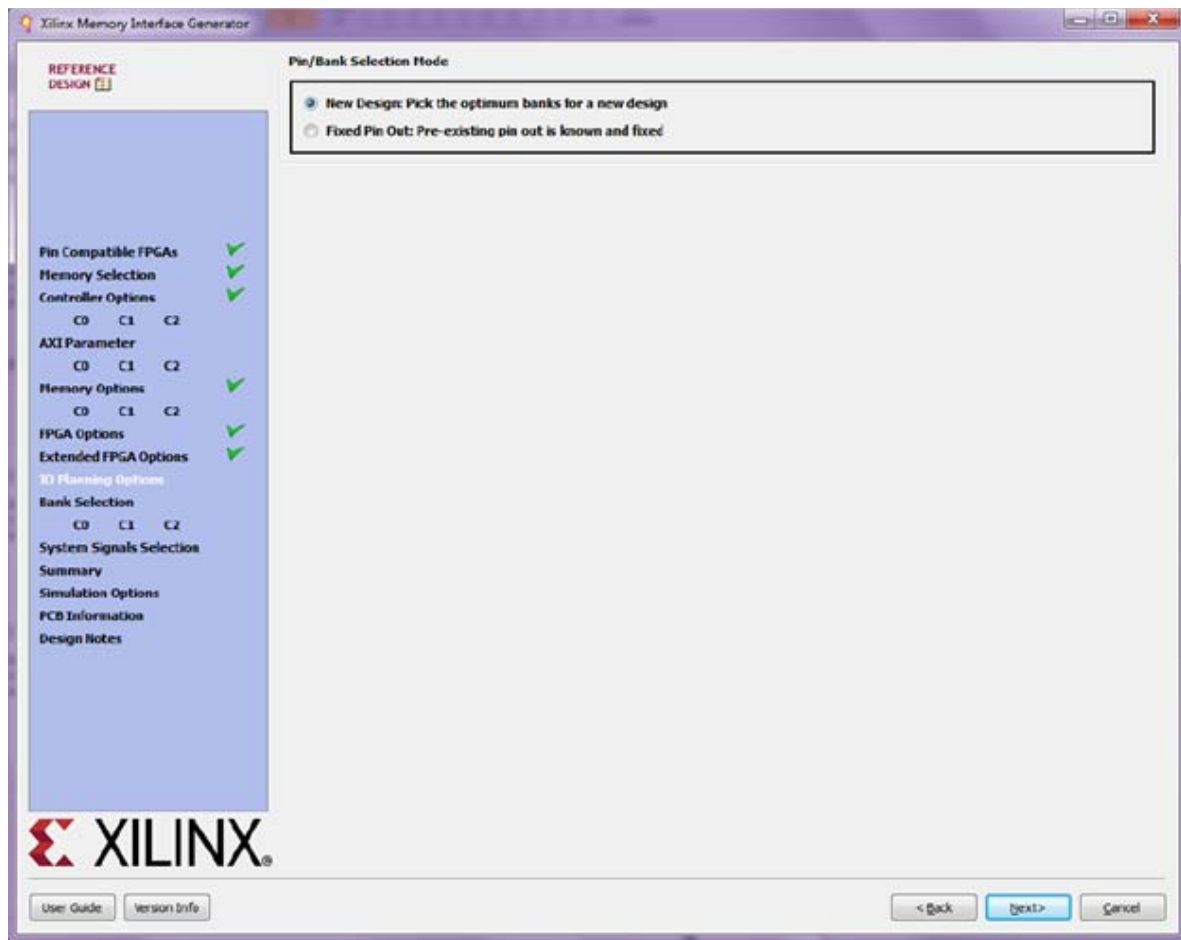 Xilinx Memory Interface Generator
REFERENCE
DESIGN
Pin/Bank Selection Mode
New Design: Pick the optimum banks for a new design
Fixed Pin Out: Pre-existing pin out is known and fixed
Pin Compatible FPGAs
Memory Selection
Controller Options
C0 C1 C2
AXI Parameter
C0 C1 C2
Memory Options
C0 C1 C2
FPGA Options
Extended FPGA Options
IO Planning Options
Bank Selection
C0 C1 C2
System Signals Selection
Summary
Simulation Options
PCB Information
Design Notes
XILINX®
User Guide
Version Info
< Back
Next>
Cancel